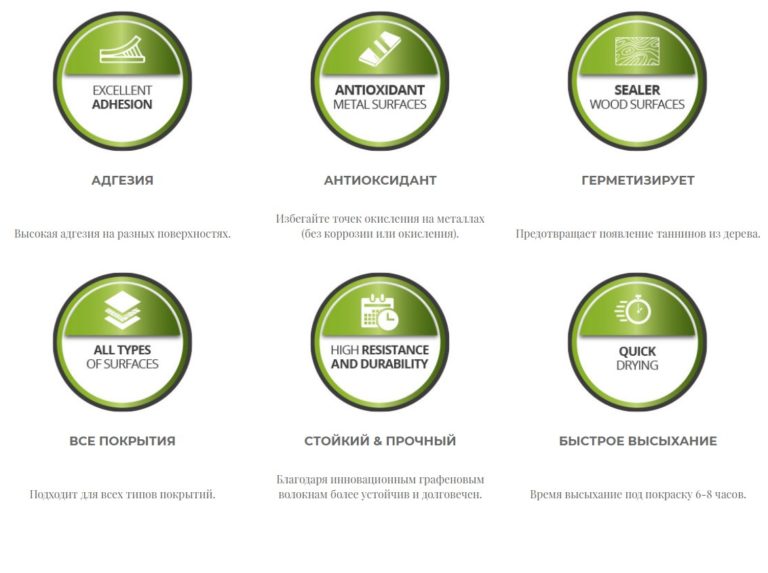 EXCELLENT
ADHESION
ANTIOXIDANT
METAL SURFACES
SEALER
WOOD SURFACES
АДГЕЗИЯ
АНТИОКСИДАНТ
ГЕРМЕТИЗИРУЕТ
Высокая адгезия на разных поверхностях.
Избегайте точек окисления на металлах
(без коррозии или окисления).
Предотвращает появление таннинов из дерева.
ALL TYPES
OF SURFACES
HIGH RESISTANCE
AND DURABILITY
QUICK
DRYING
ВСЕ ПОКРЫТИЯ
СТОЙКИЙ & ПРОЧНЫЙ
БЫСТРОЕ ВЫСЫХАНИЕ
Подходит для всех типов покрытий.
Благодаря инновационным графеновым
волокнам более устойчив и долговечен.
Время высыхание под покраску 6-8 часов.